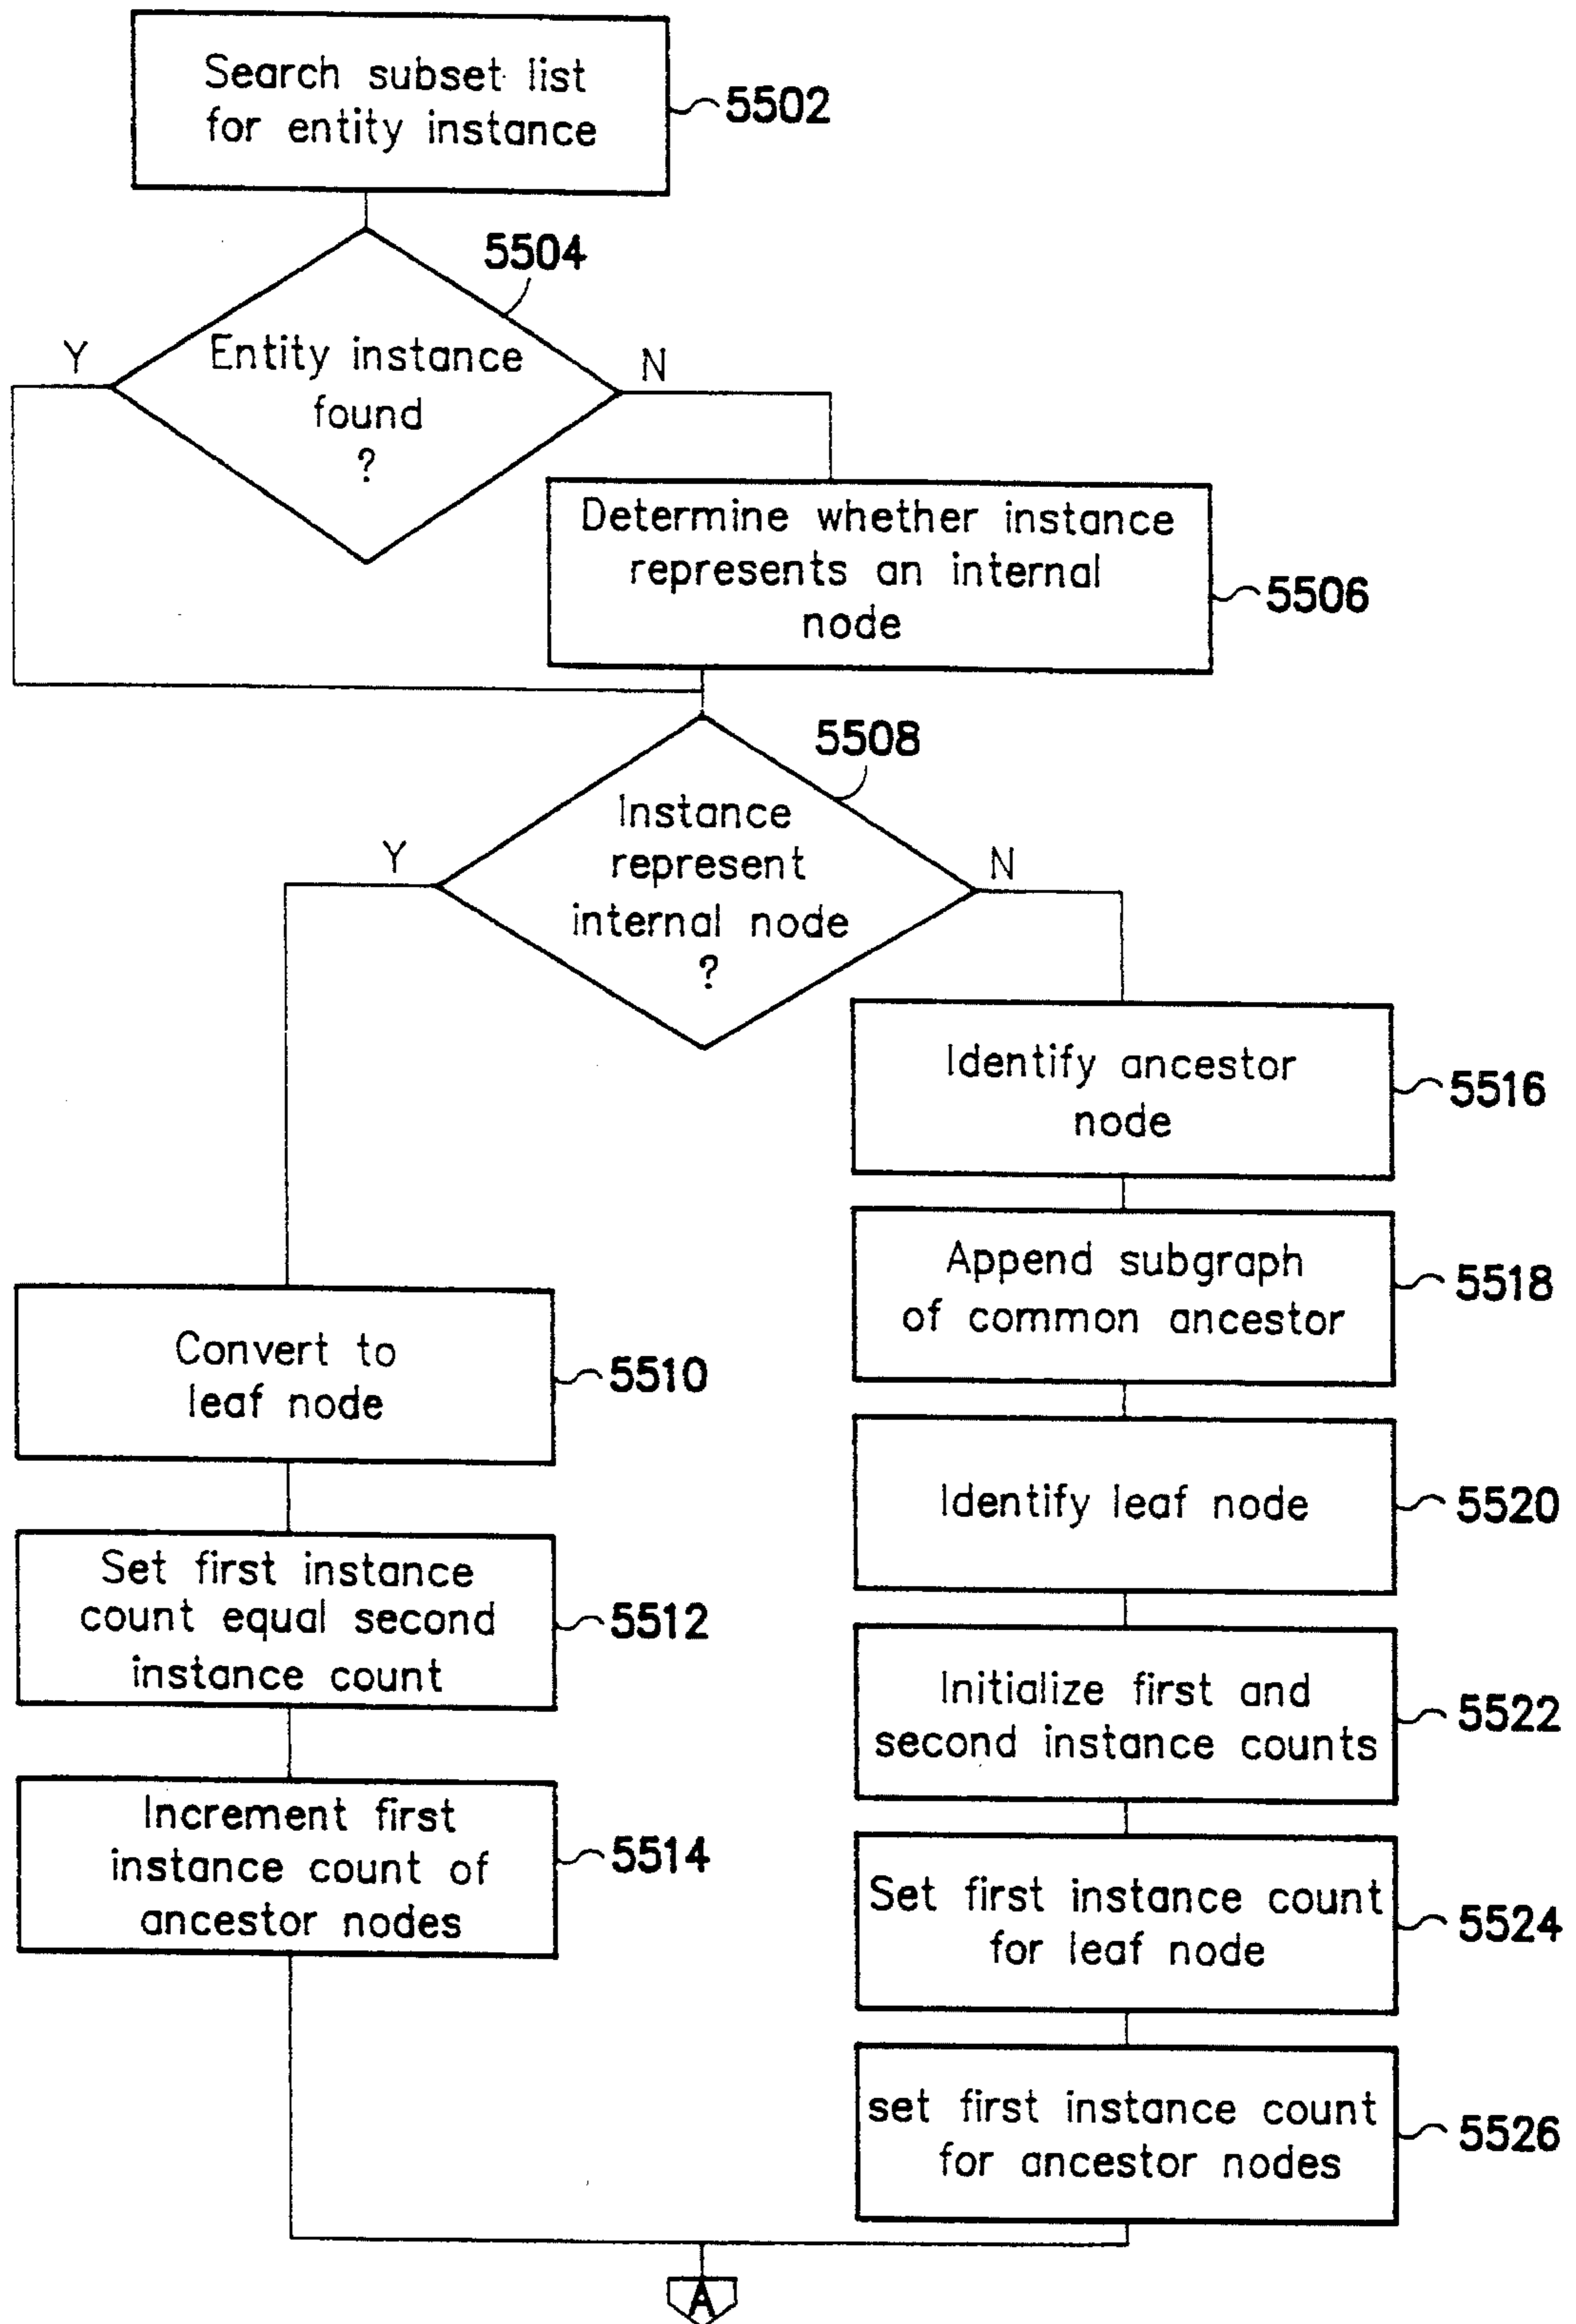 Search subset list
for entity instance
5502
5504
Y
Entity instance
found
?
N
Determine whether instance
represents an internal
node
5506
5508
Y
Instance
represent
internal node
?
N
Identify ancestor
node
5516
Append subgraph
of common ancestor
5518
Convert to
leaf node
5510
Identify leaf node
5520
Set first instance
count equal second
instance count
5512
Initialize first and
second instance counts
5522
Increment first
instance count of
ancestor nodes
5514
Set first instance count
for leaf node
5524
set first instance count
for ancestor nodes
5526
A